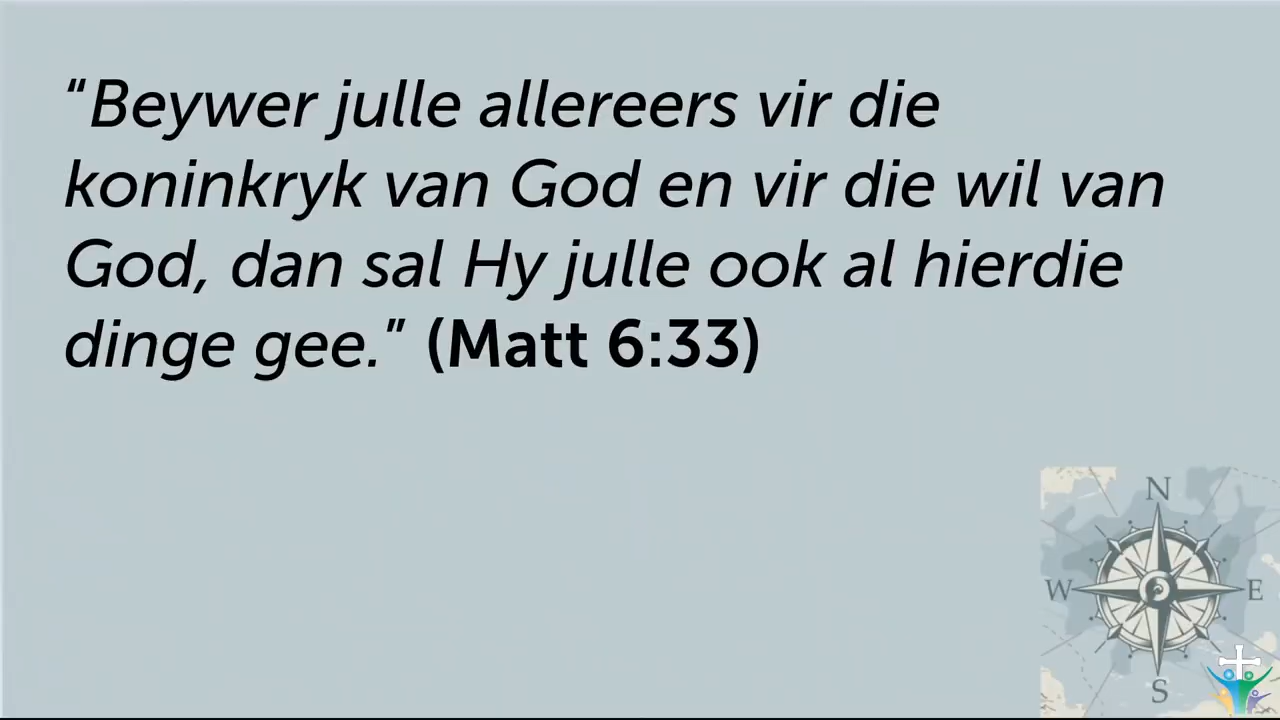 “Beywer julle allereers vir die
koninkryk van God en vir die wil van
God, dan sal Hy julle ook al hierdie
dinge gee.” (Matt 6:33)
N
W E
S